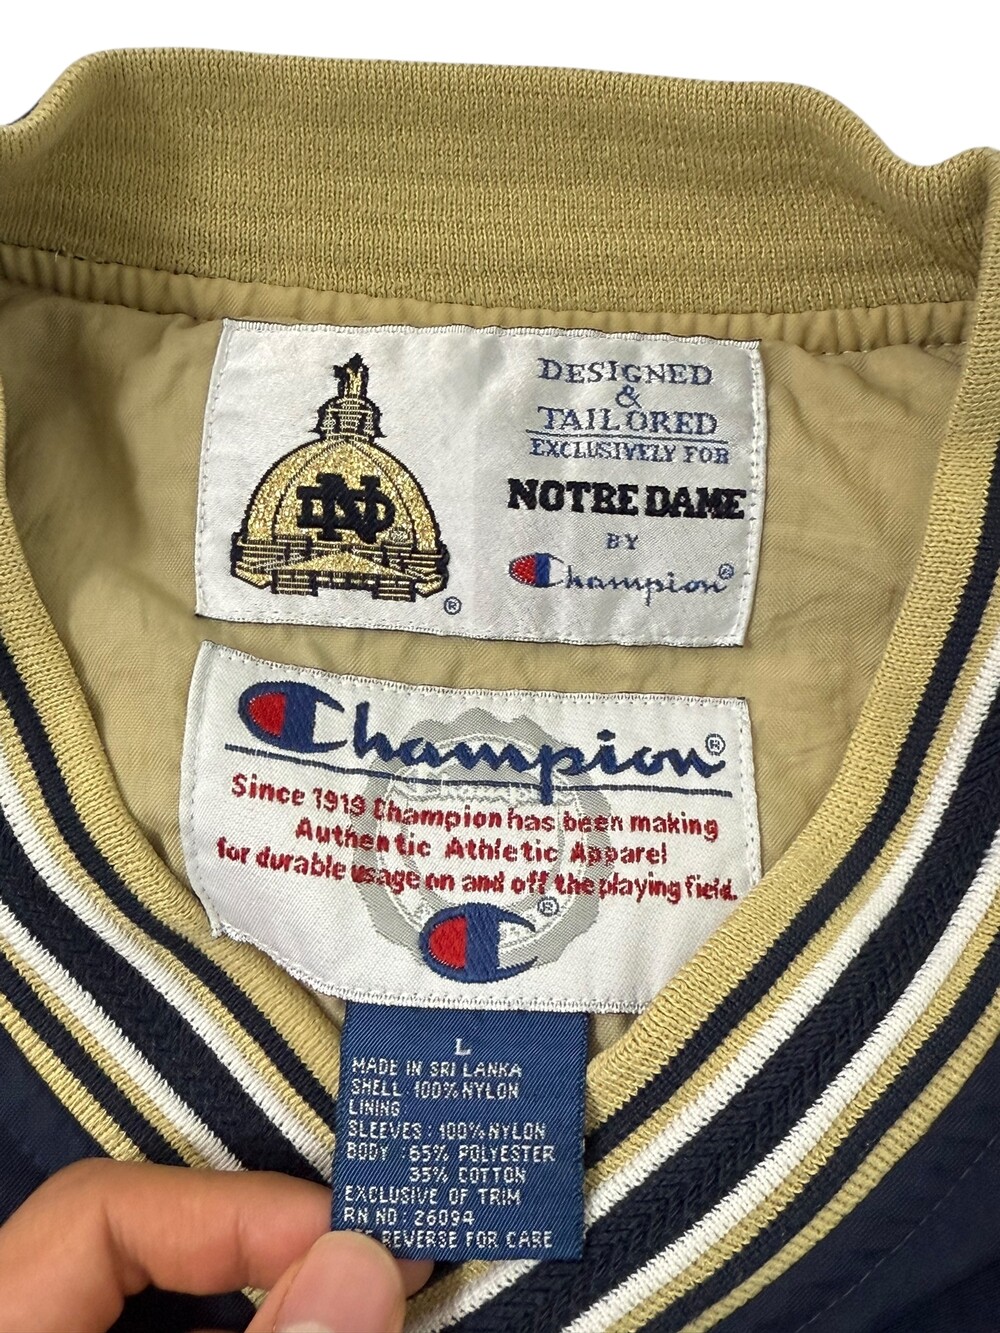 DESIGNED
&
TAILORED
EXCLUSIVELY FOR
NOTRE DAME
BY
Champion®
ND
®
Champion®
Champion
Since 1919 Champion has been making
Authentic Athletic Apparel
for durable usage on and off the playing field.
®
L
MADE IN SRI LANKA
SHELL 100% NYLON
LINING
SLEEVES : 100% NYLON
BODY : 65% POLYESTER
35% COTTON
EXCLUSIVE OF TRIM
RN NO : 26094
REVERSE FOR CARE